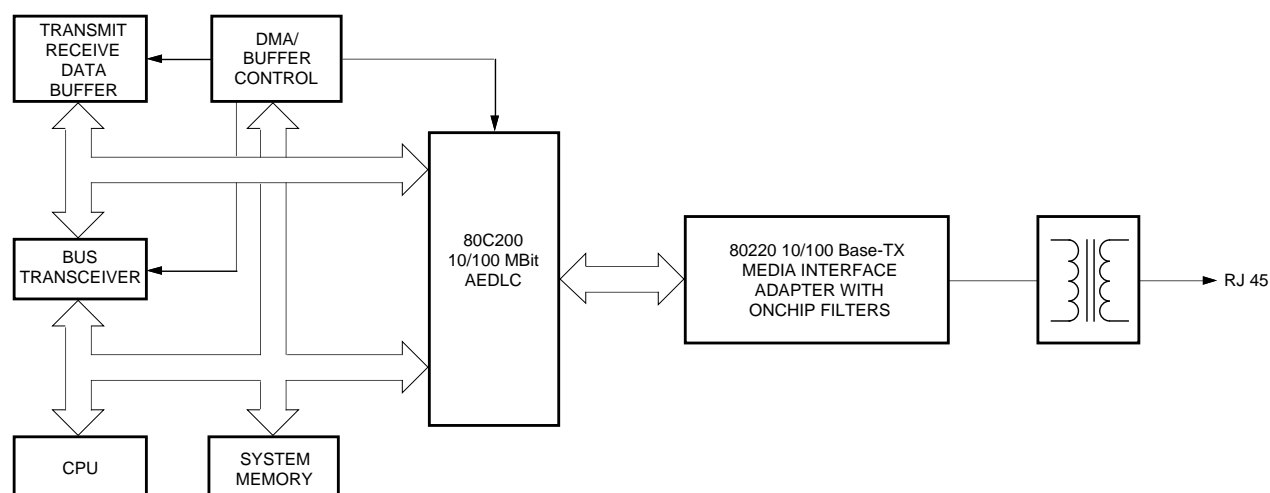 TRANSMIT
RECEIVE
DATA
BUFFER
DMA/
BUFFER
CONTROL
BUS
TRANSCEIVER
80C200
10/100 MBit
AEDLC
80220 10/100 Base-TX
MEDIA INTERFACE
ADAPTER WITH
ONCHIP FILTERS
RJ 45
CPU
SYSTEM
MEMORY